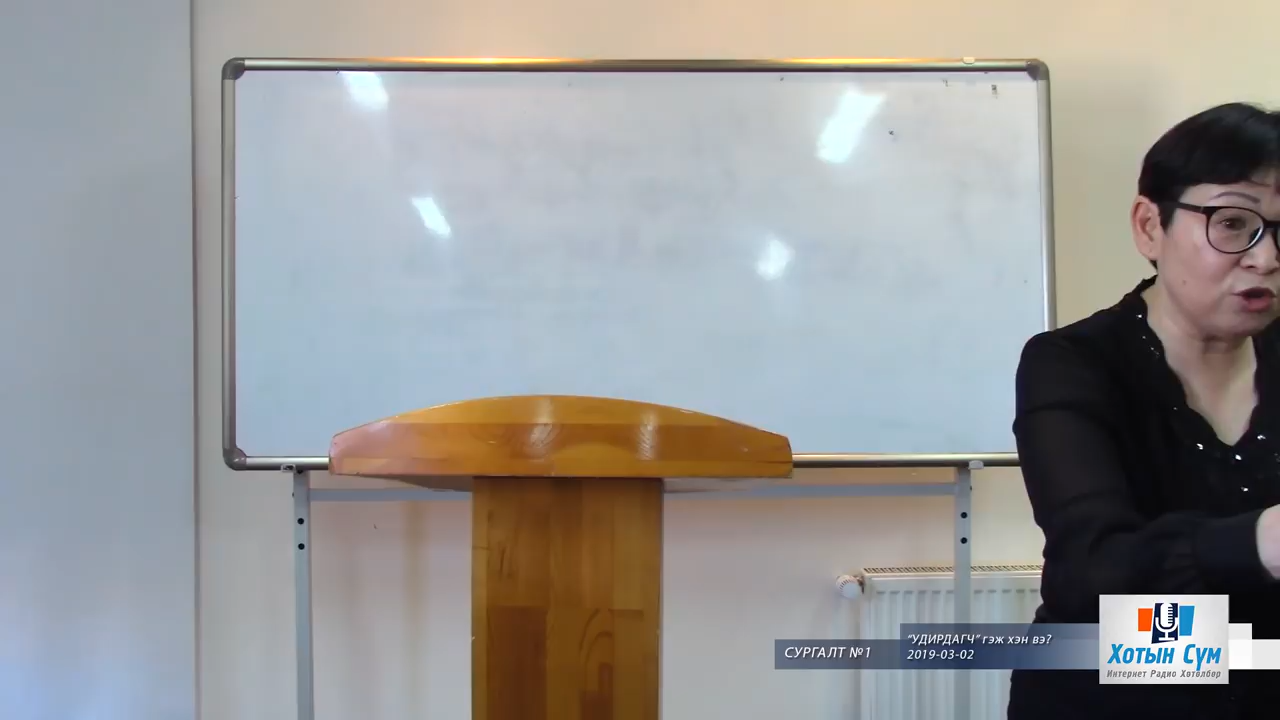 СУРГАЛТ №1
"УДИРДАГЧ" гэж хэн вэ?
2019-03-02
Хотын Сүм
Интернет Радио Хөтөлбөр